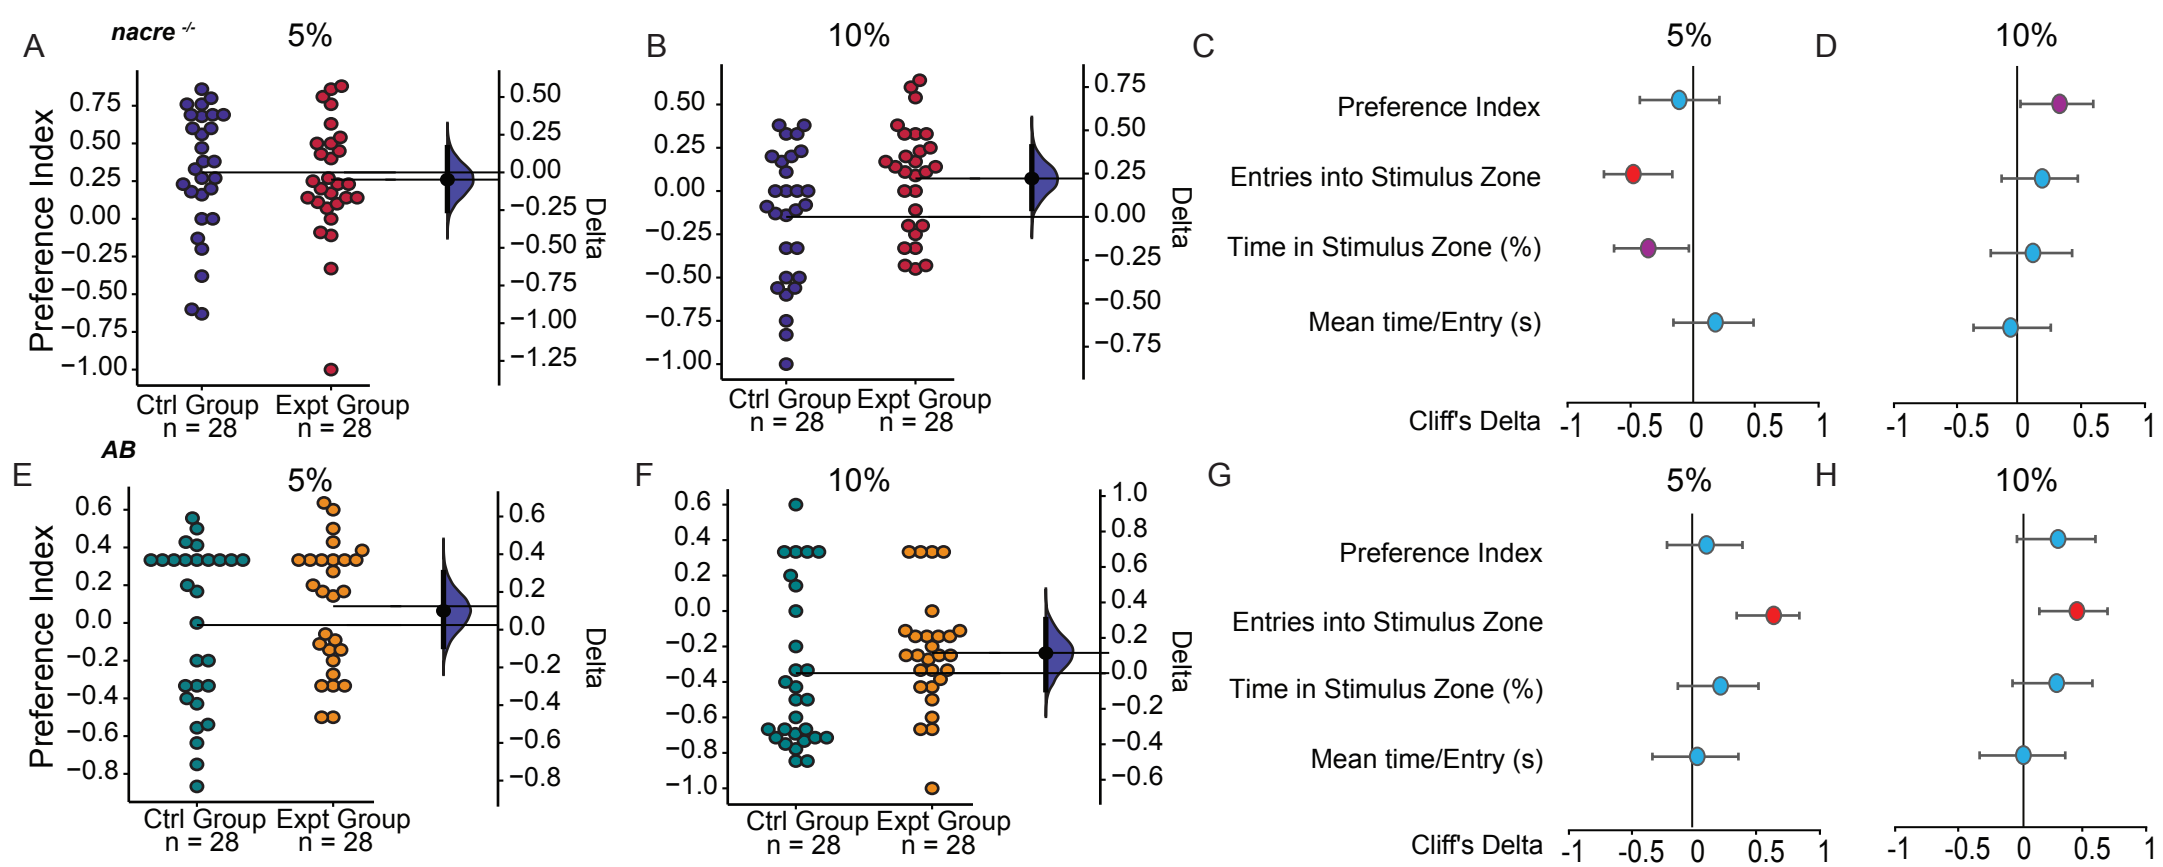 A
nacre -/-
5%
0.75
0.50
0.25
0.00
−0.25
−0.50
−0.75
−1.00
Preference Index
0.50
0.25
0.00
−0.25
−0.50
−0.75
−1.00
−1.25
Delta
Ctrl Group
n = 28
Expt Group
n = 28
B
10%
0.50
0.25
0.00
−0.25
−0.50
−0.75
−1.00
0.75
0.50
0.25
0.00
−0.25
−0.50
−0.75
Delta
Ctrl Group
n = 28
Expt Group
n = 28
C
5%
Preference Index
Entries into Stimulus Zone
Time in Stimulus Zone (%)
Mean time/Entry (s)
Cliff's Delta
-1 -0.5 0 0.5 1
D
10%
-1 -0.5 0 0.5 1
AB
E
5%
0.6
0.4
0.2
0.0
−0.2
−0.4
−0.6
−0.8
Preference Index
0.6
0.4
0.2
0.0
−0.2
−0.4
−0.6
−0.8
Delta
Ctrl Group
n = 28
Expt Group
n = 28
F
10%
0.6
0.4
0.2
0.0
−0.2
−0.4
−0.6
−0.8
−1.0
1.0
0.8
0.6
0.4
0.2
0.0
−0.2
−0.4
−0.6
Delta
Ctrl Group
n = 28
Expt Group
n = 28
G
5%
Preference Index
Entries into Stimulus Zone
Time in Stimulus Zone (%)
Mean time/Entry (s)
Cliff's Delta
-1 -0.5 0 0.5 1
H
10%
-1 -0.5 0 0.5 1